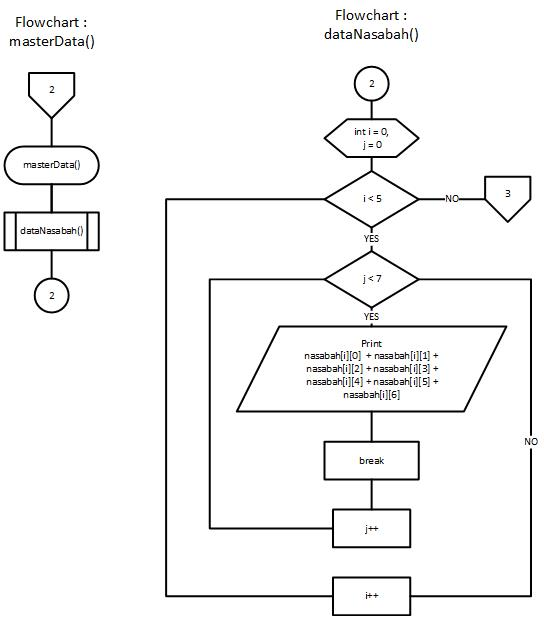 Flowchart :
masterData()
2
masterData()
dataNasabah()
2
Flowchart :
dataNasabah()
2
int i = 0,
j = 0
i < 5
NO
3
YES
j < 7
YES
Print
nasabah[i][0] + nasabah[i][1] +
nasabah[i][2] + nasabah[i][3] +
nasabah[i][4] + nasabah[i][5] +
nasabah[i][6]
NO
break
j++
i++